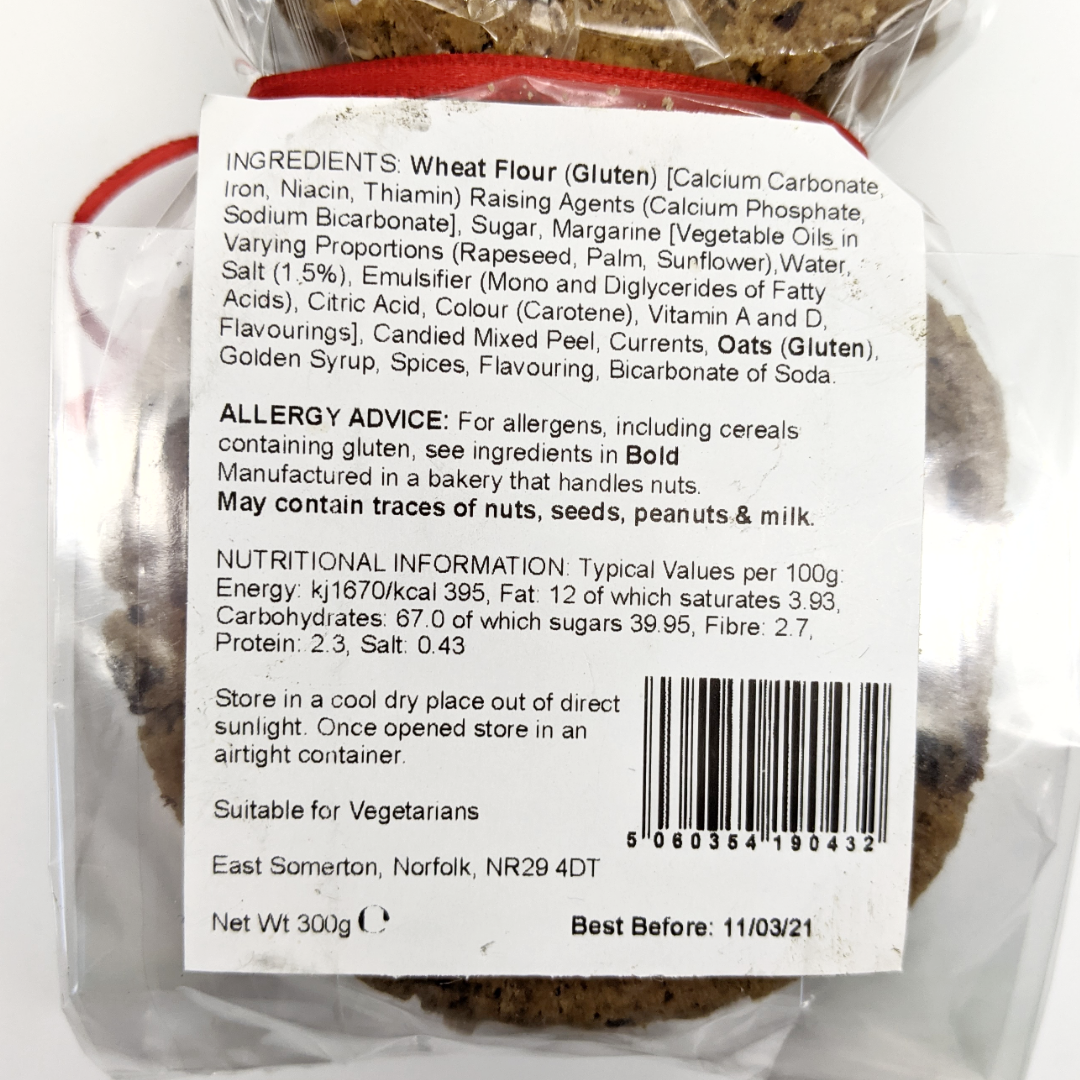 INGREDIENTS: Wheat Flour (Gluten) [Calcium Carbonate,
Iron, Niacin, Thiamin) Raising Agents (Calcium Phosphate,
Sodium Bicarbonate], Sugar, Margarine [Vegetable Oils in
Varying Proportions (Rapeseed, Palm, Sunflower),Water,
Salt (1.5%), Emulsifier (Mono and Diglycerides of Fatty
Acids), Citric Acid, Colour (Carotene), Vitamin A and D,
Flavourings], Candied Mixed Peel, Currents, Oats (Gluten),
Golden Syrup, Spices, Flavouring, Bicarbonate of Soda.
ALLERGY ADVICE: For allergens, including cereals
containing gluten, see ingredients in Bold
Manufactured in a bakery that handles nuts.
May contain traces of nuts, seeds, peanuts & milk.
NUTRITIONAL INFORMATION: Typical Values per 100g:
Energy: kj1670/kcal 395, Fat: 12 of which saturates 3.93,
Carbohydrates: 67.0 of which sugars 39.95, Fibre: 2.7,
Protein: 2.3, Salt: 0.43
Store in a cool dry place out of direct
sunlight. Once opened store in an
airtight container.
5 060354 190432
Suitable for Vegetarians
East Somerton, Norfolk, NR29 4DT
Net Wt 300g ℮
Best Before: 11/03/21